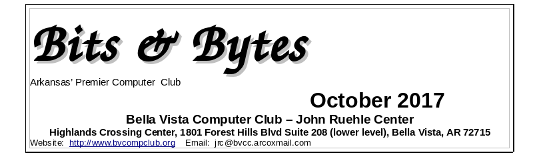 Bits & Bytes
Arkansas' Premier Computer Club
October 2017
Bella Vista Computer Club – John Ruehle Center
Highlands Crossing Center, 1801 Forest Hills Blvd Suite 208 (lower level), Bella Vista, AR 72715
Website: http://www.bvcompclub.org Email: jrc@bvcc.arcoxmail.com